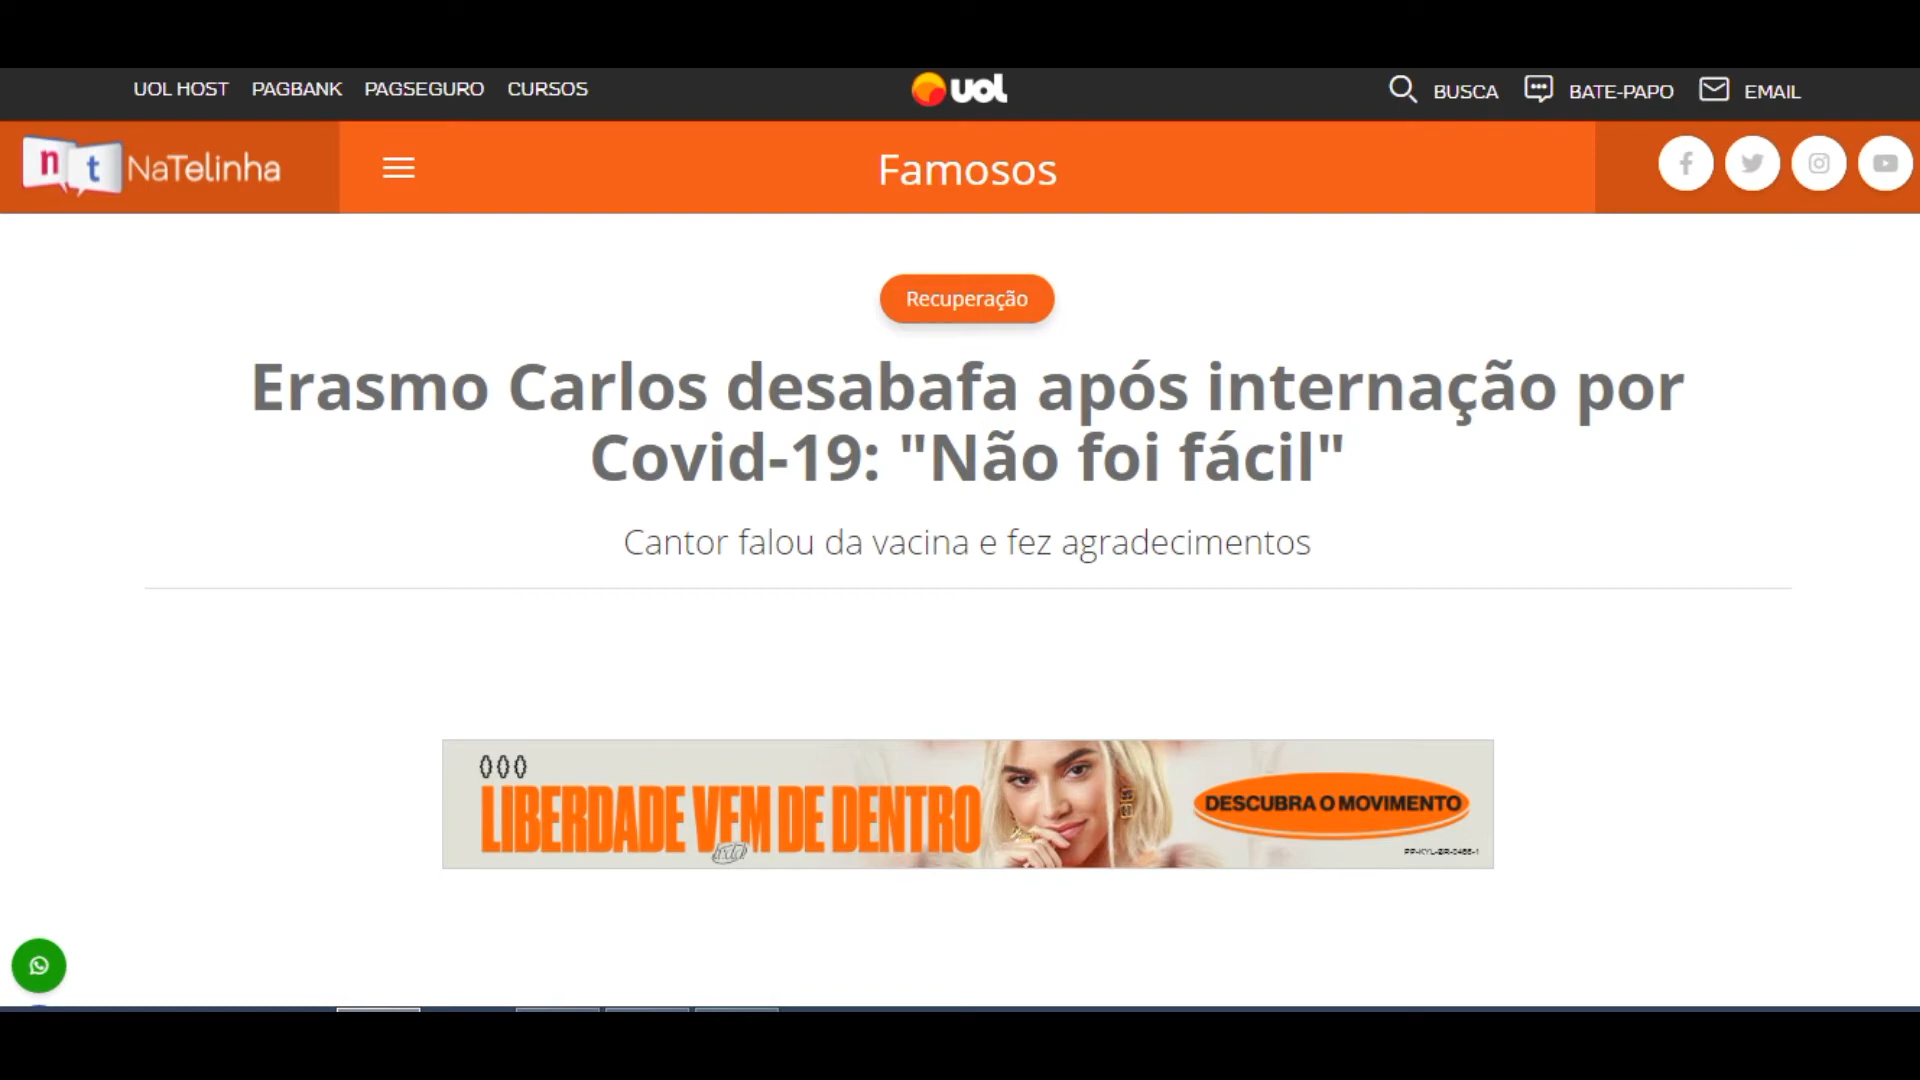 UOL HOST PAGBANK PAGSEGURO CURSOS uol BUSCA BATE-PAPO EMAIL
n t NaTelinha Famosos
Recuperação
Erasmo Carlos desabafa após internação por
Covid-19: "Não foi fácil"
Cantor falou da vacina e fez agradecimentos
LIBERDADE VEM DE DENTRO
DESCUBRA O MOVIMENTO